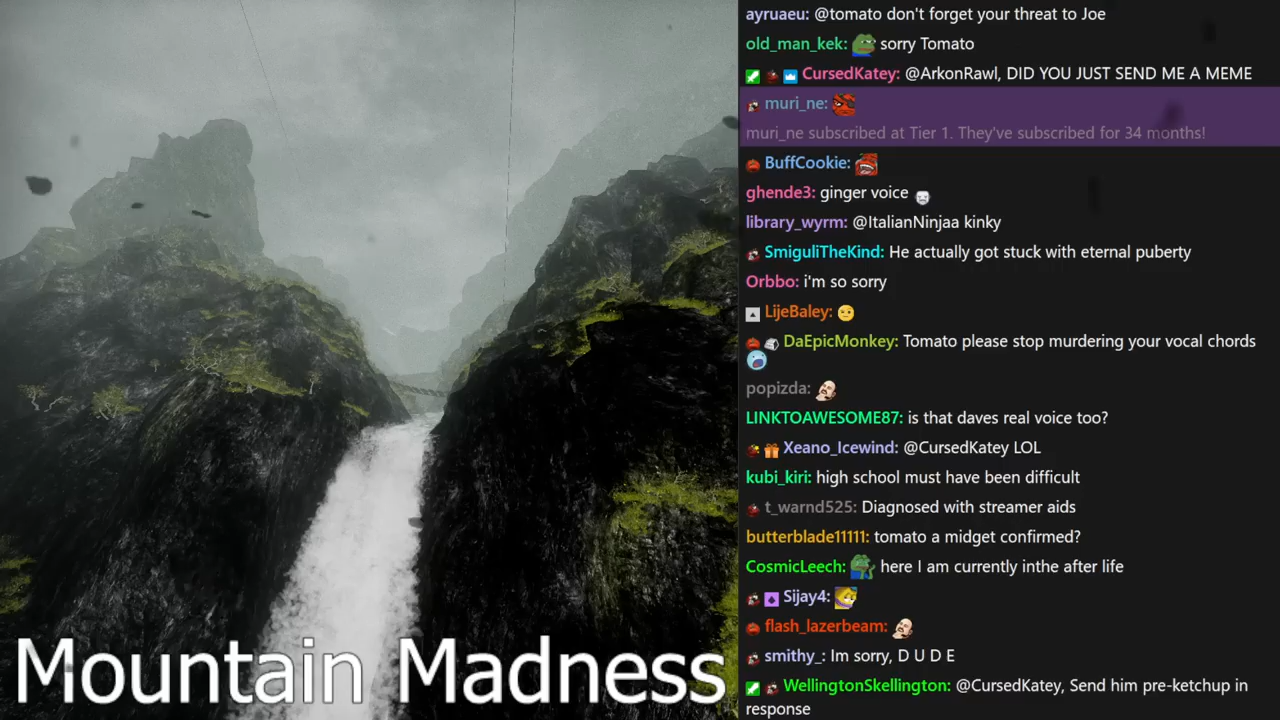 ayruaeu: @tomato don't forget your threat to Joe
old_man_kek: sorry Tomato
CursedKatey: @ArkonRawl, DID YOU JUST SEND ME A MEME
muri_ne:
muri_ne subscribed at Tier 1. They've subscribed for 34 months!
BuffCookie:
ghende3: ginger voice
library_wyrm: @ItalianNinjaa kinky
SmiguliTheKind: He actually got stuck with eternal puberty
Orbbo: i'm so sorry
LijeBaley:
DaEpicMonkey: Tomato please stop murdering your vocal chords
popizda:
LINKTOAWESOME87: is that daves real voice too?
Xeano_Icewind: @CursedKatey LOL
kubi_kiri: high school must have been difficult
t_warnd525: Diagnosed with streamer aids
butterblade11111: tomato a midget confirmed?
CosmicLeech: here I am currently inthe after life
Sijay4:
flash_lazerbeam:
smithy_: Im sorry, D U D E
WellingtonSkellington: @CursedKatey, Send him pre-ketchup in
response
Mountain Madness